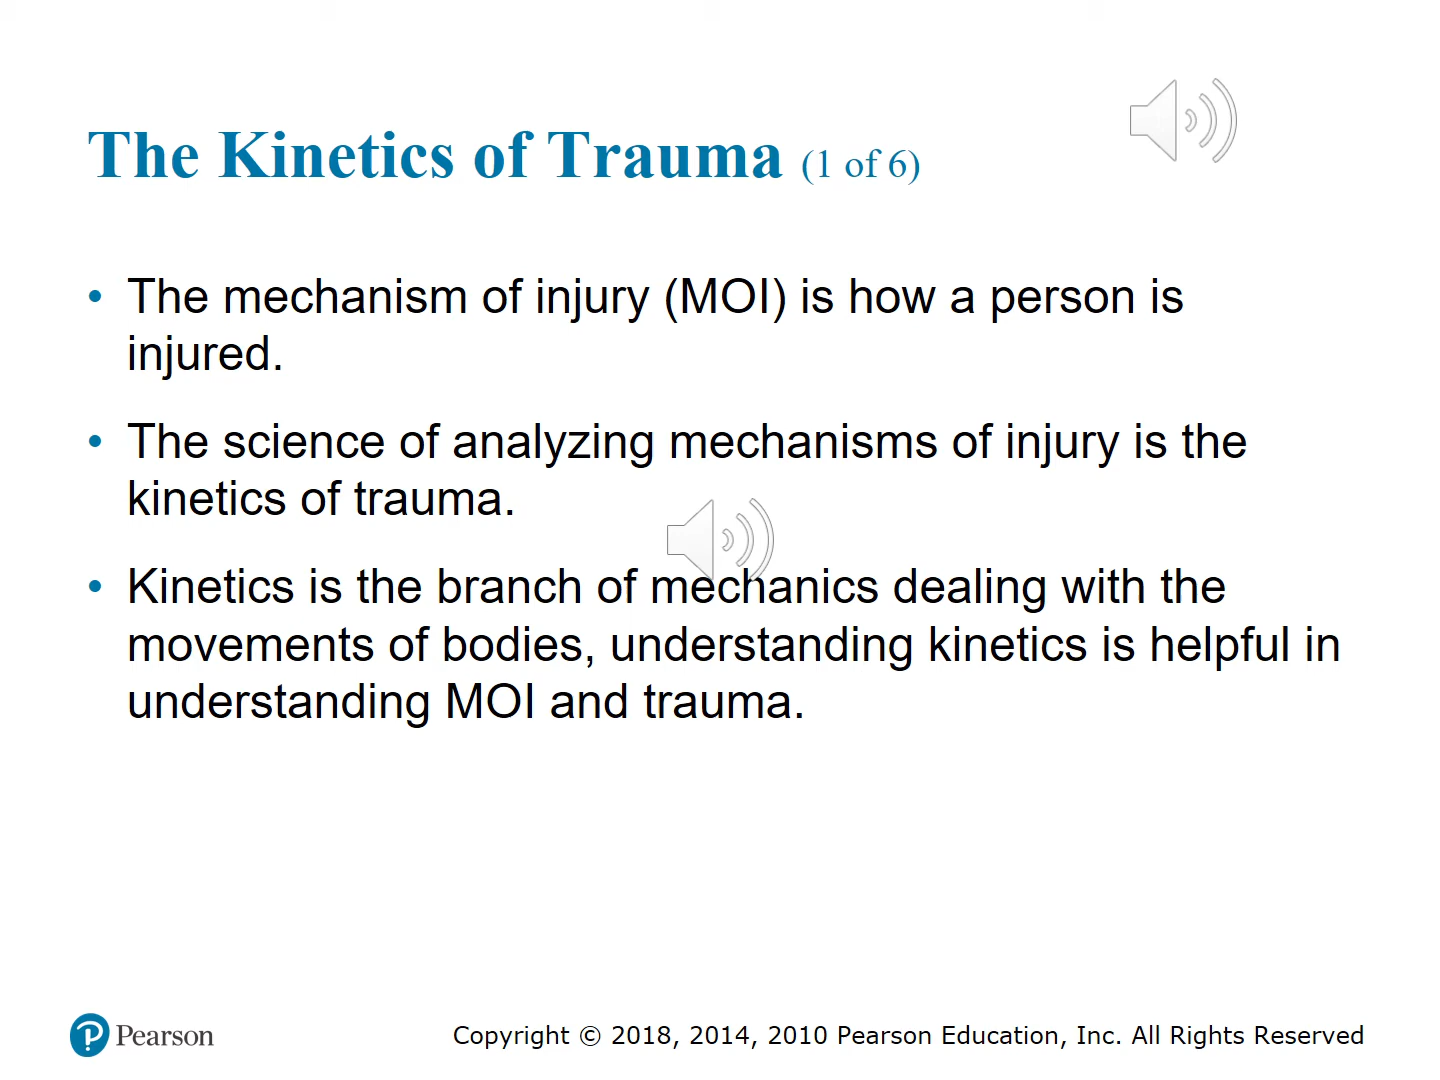 The Kinetics of Trauma (1 of 6)
• The mechanism of injury (MOI) is how a person is
injured.
• The science of analyzing mechanisms of injury is the
kinetics of trauma.
• Kinetics is the branch of mechanics dealing with the
movements of bodies, understanding kinetics is helpful in
understanding MOI and trauma.
Pearson
Copyright © 2018, 2014, 2010 Pearson Education, Inc. All Rights Reserved